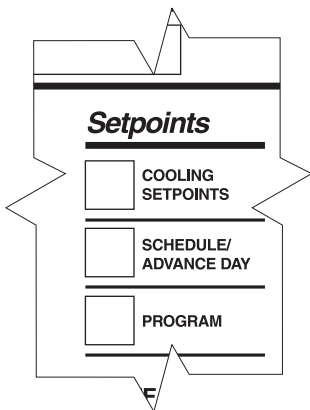 Setpoints
COOLING
SETPOINTS
SCHEDULE/
ADVANCE DAY
PROGRAM